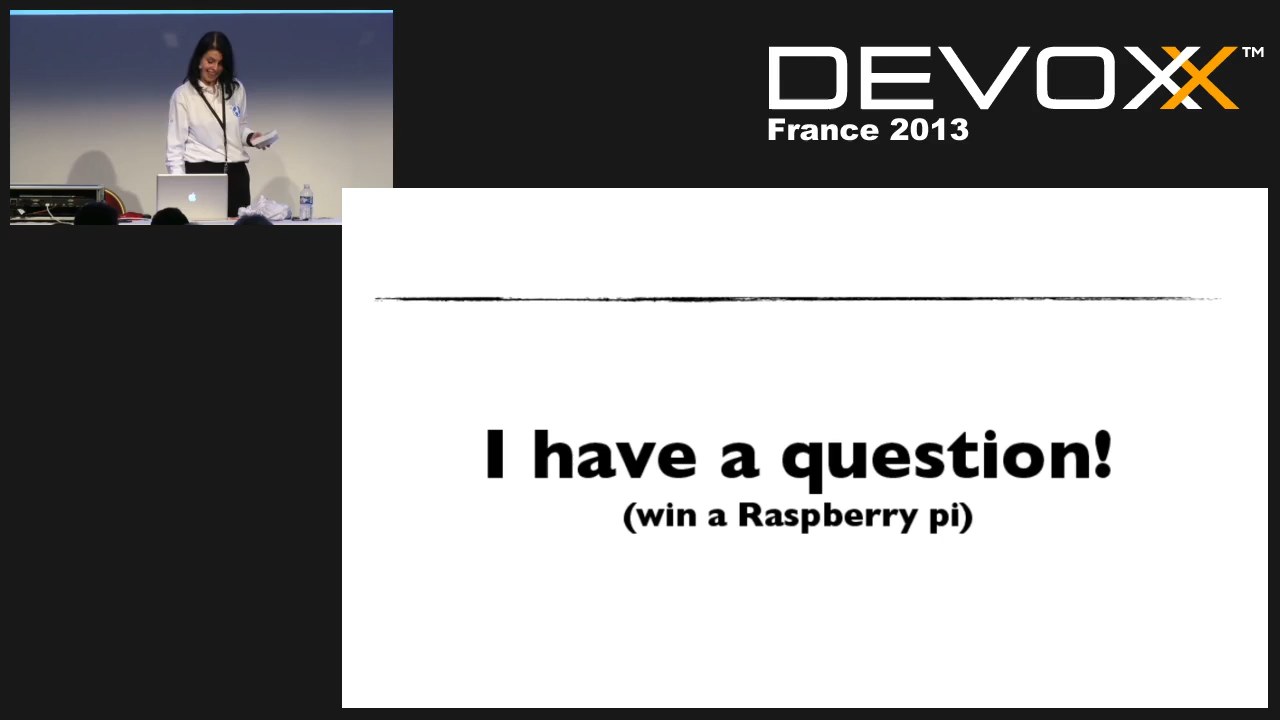 DEVOXX™
France 2013
I have a question!
(win a Raspberry pi)